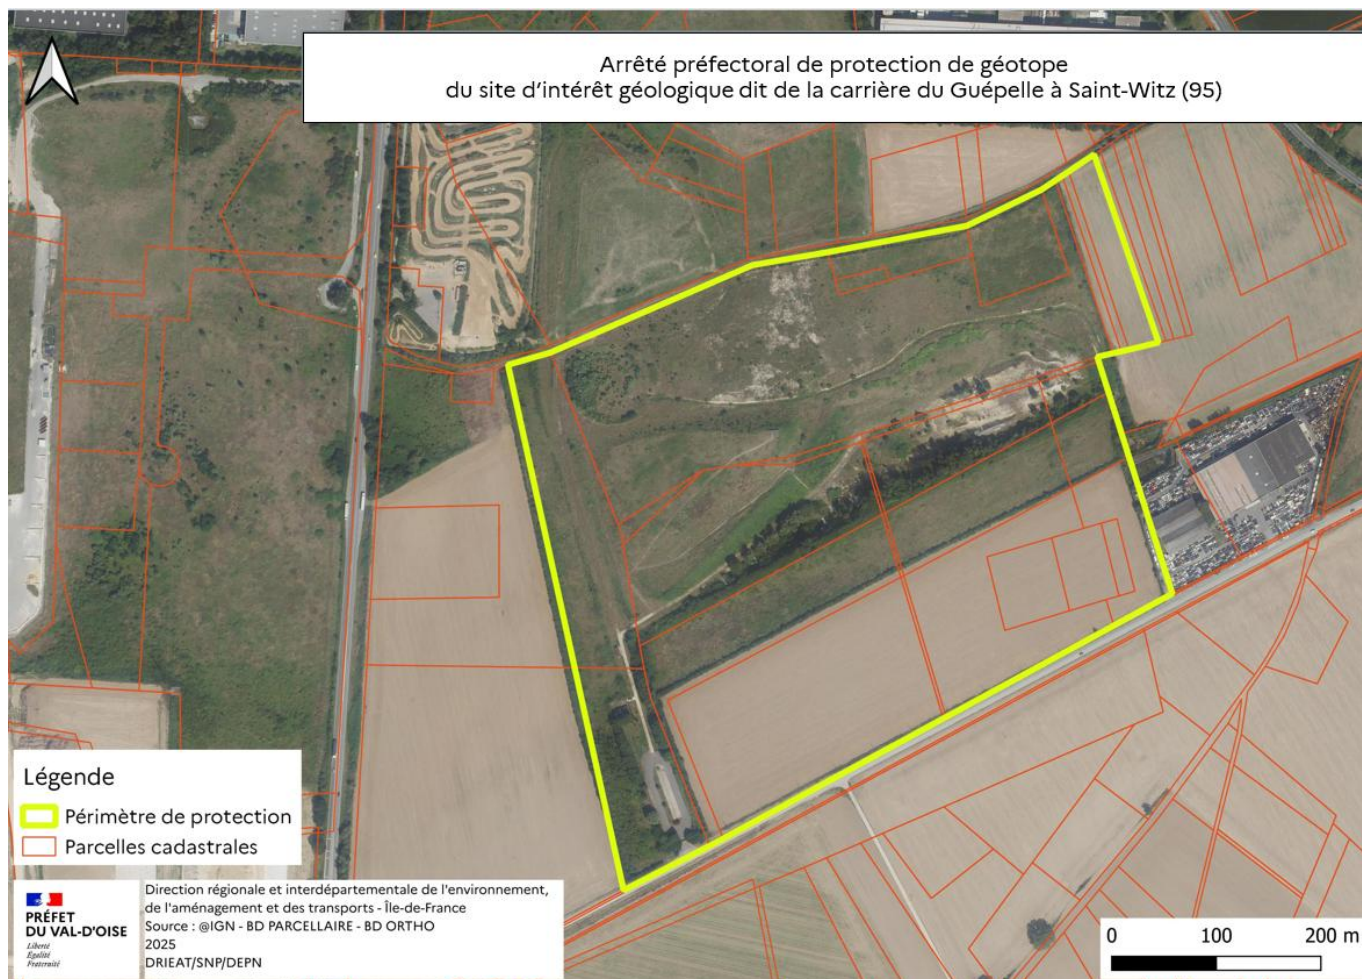 Arrêté préfectoral de protection de géotope
du site d’intérêt géologique dit de la carrière du Guépelle à Saint-Witz (95)
Légende
Périmètre de protection
Parcelles cadastrales
PRÉFET
DU VAL-D'OISE
Liberté
Égalité
Fraternité
Direction régionale et interdépartementale de l'environnement,
de l'aménagement et des transports - Île-de-France
Source : @IGN - BD PARCELLAIRE - BD ORTHO
2025
DRIEAT/SNP/DEPN
0 100 200 m